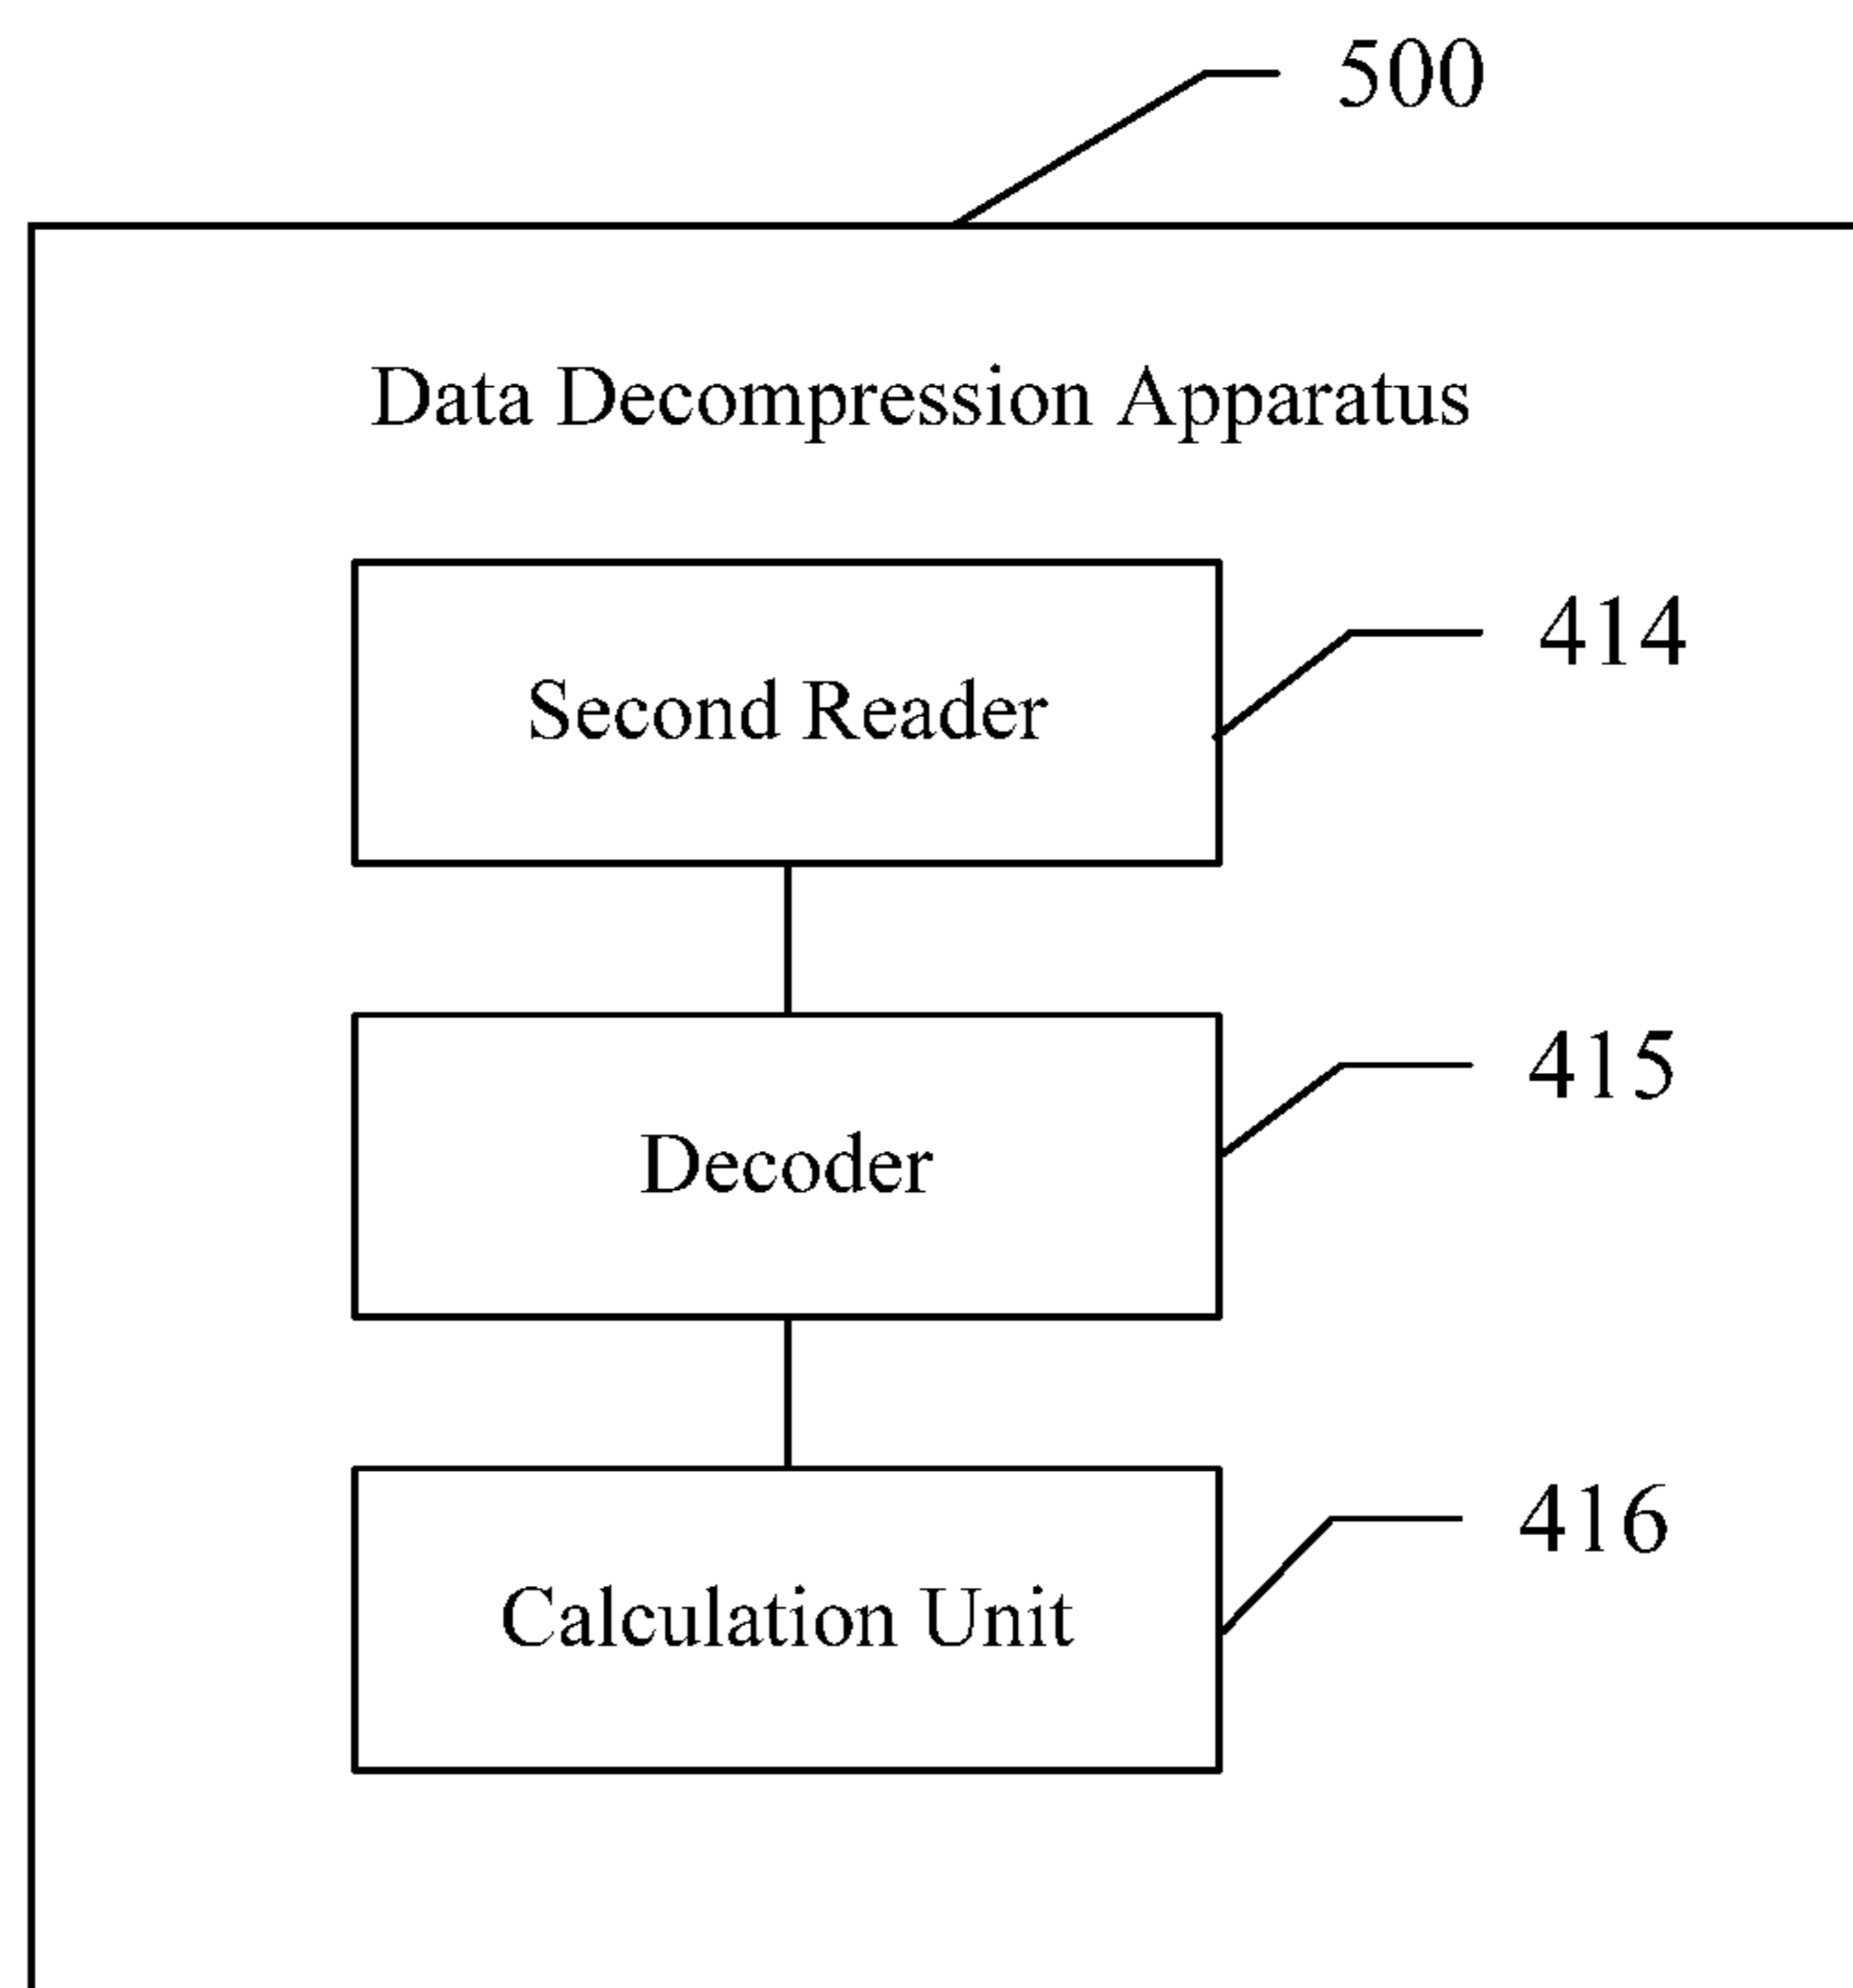 500
Data Decompression Apparatus
414
Second Reader
415
Decoder
416
Calculation Unit